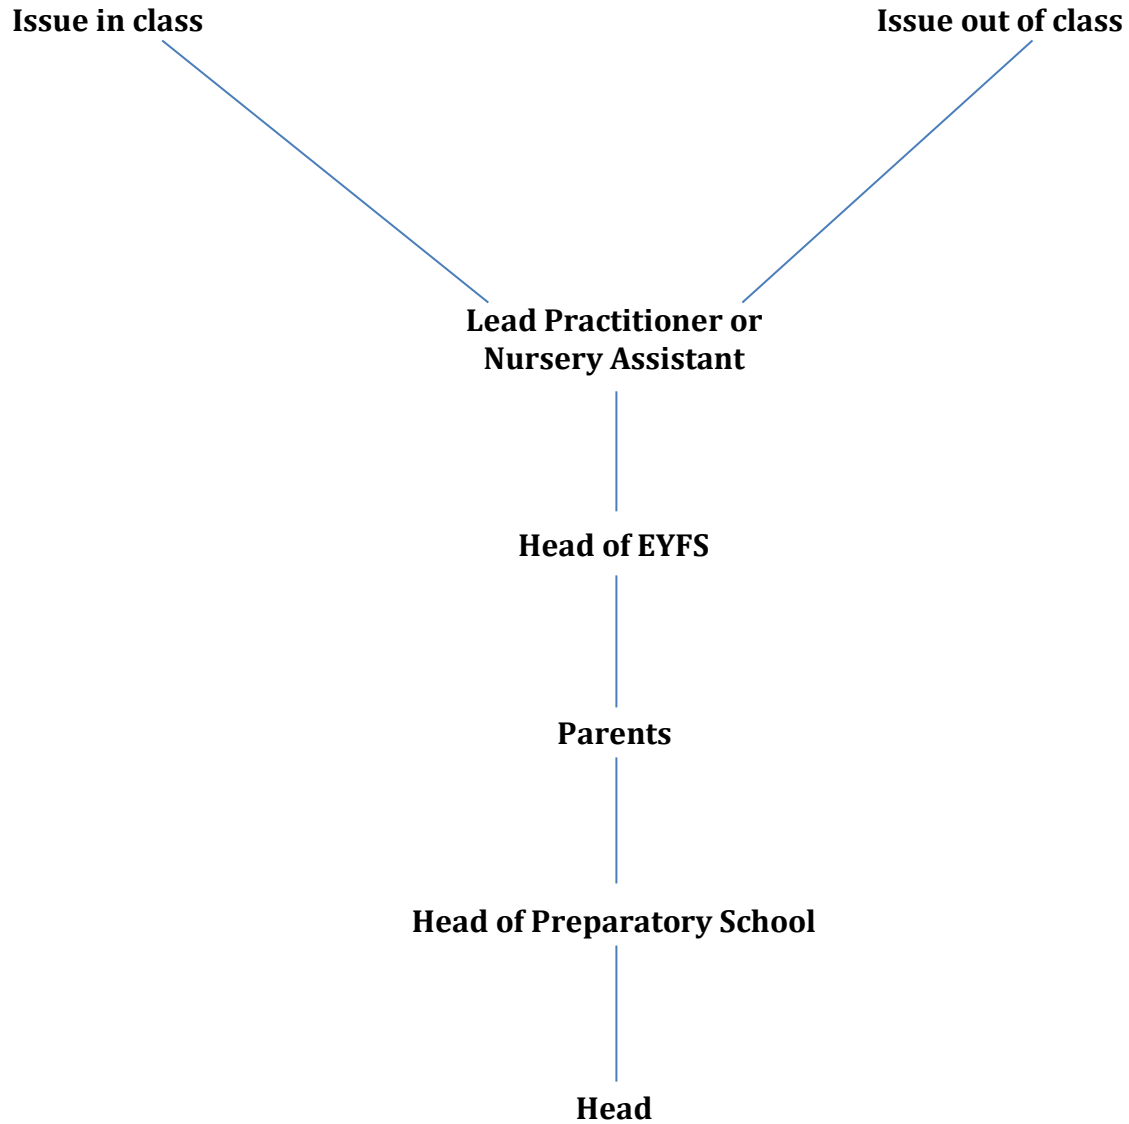 Issue in class
Issue out of class
Lead Practitioner or
Nursery Assistant
Head of EYFS
Parents
Head of Preparatory School
Head